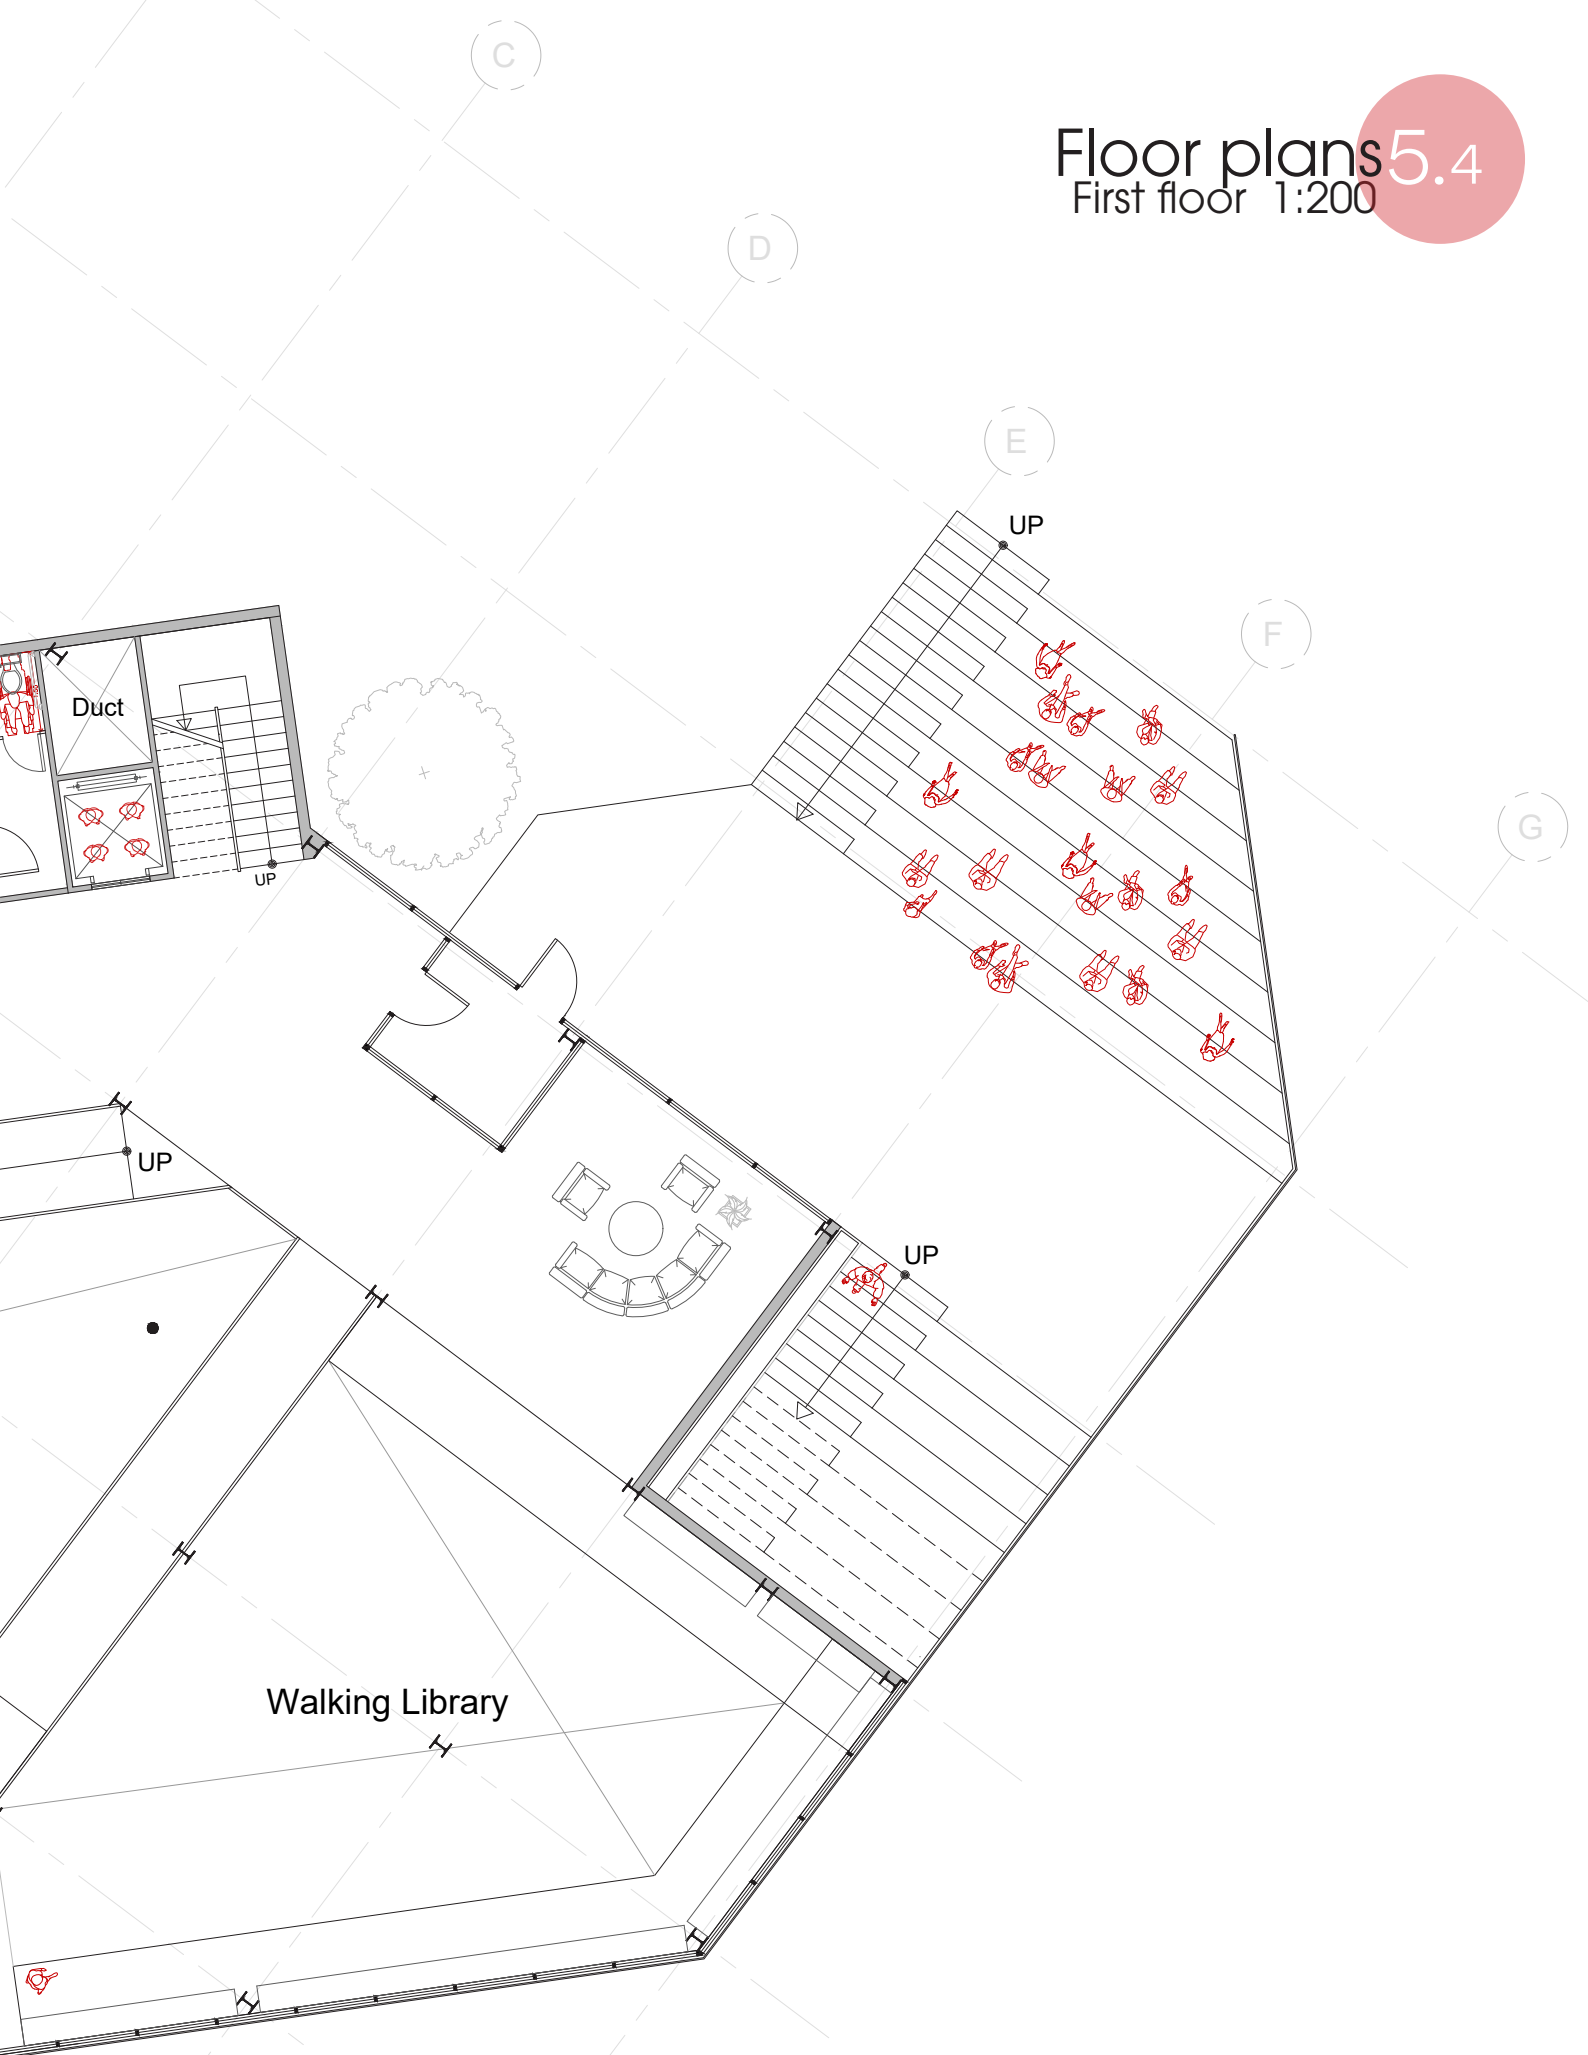 C
Floor plans 5.4
First floor 1:200
D
E
UP
F
Duct
G
UP
UP
UP
Walking Library